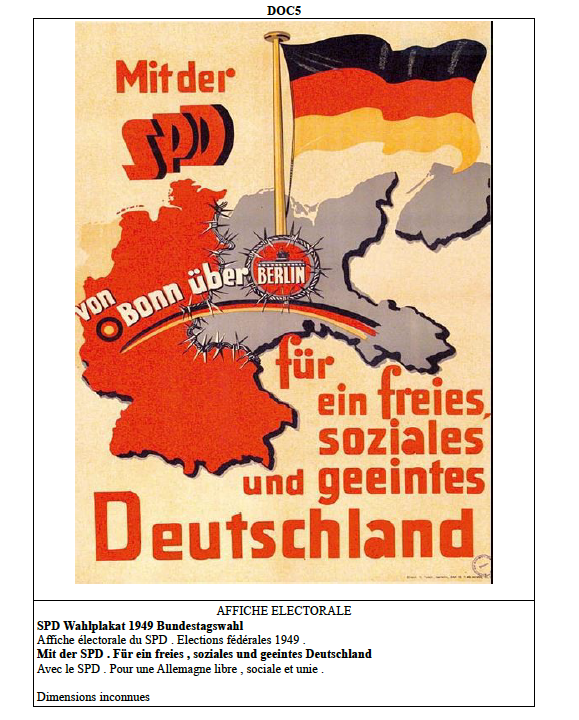 DOC5
Mit der
SPD
von Bonn über BERLIN
für
ein freies,
soziales
und geeintes
Deutschland
AFFICHE ELECTORALE
SPD Wahlplakat 1949 Bundestagswahl
Affiche électorale du SPD . Elections fédérales 1949 .
Mit der SPD . Für ein freies , soziales und geeintes Deutschland
Avec le SPD . Pour une Allemagne libre , sociale et unie .
Dimensions inconnues